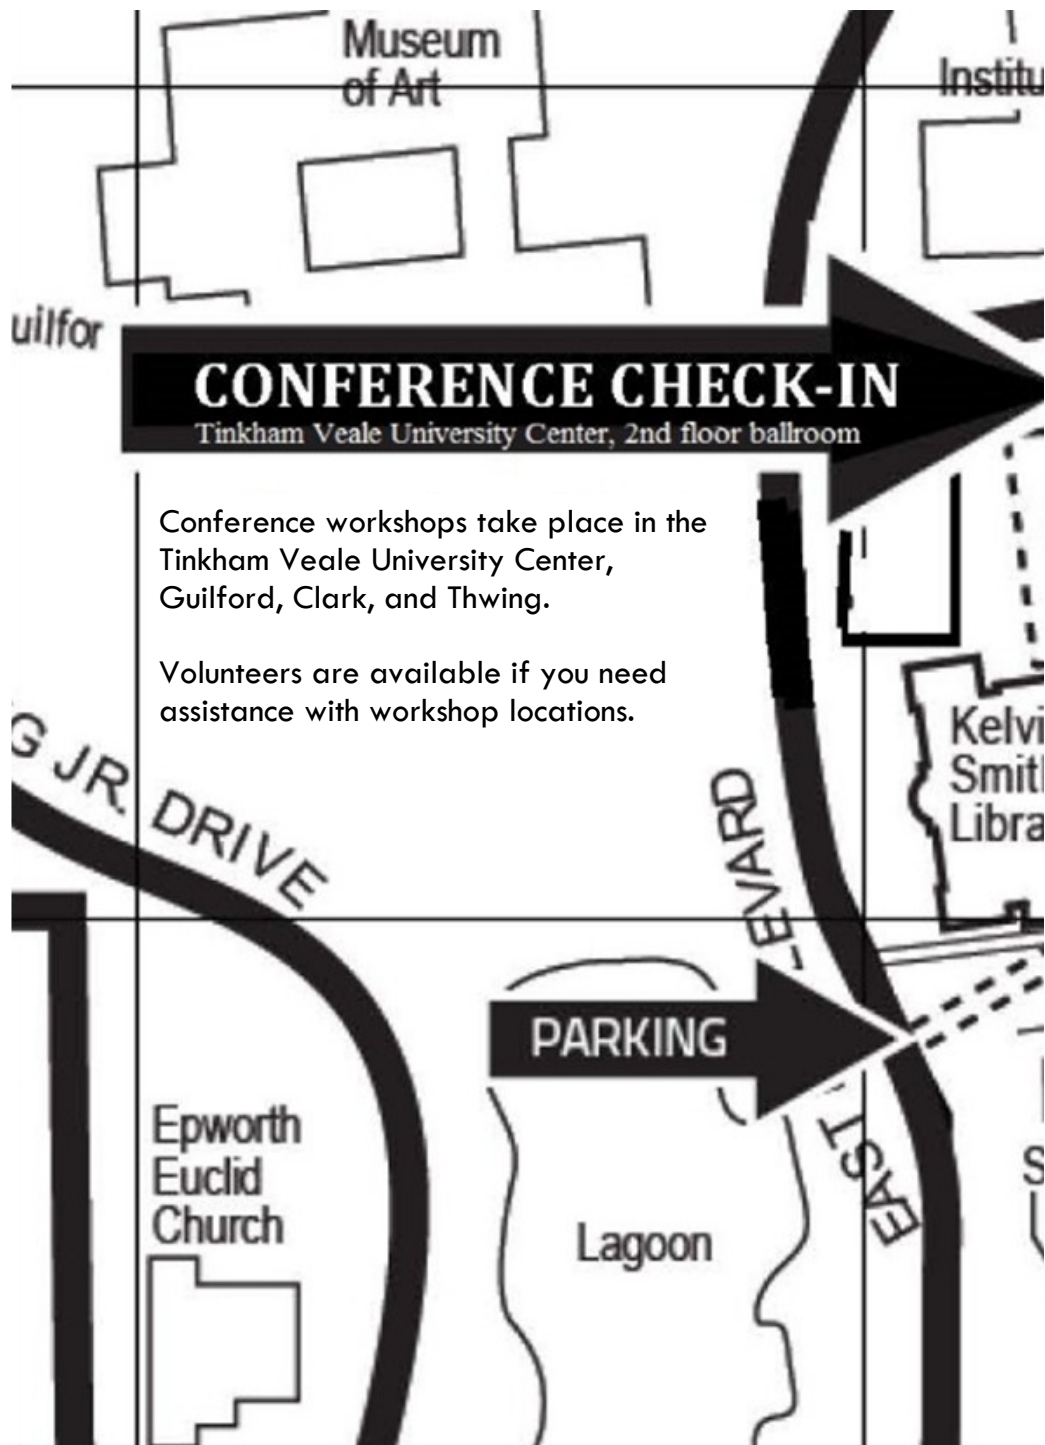 Museum
of Art
Institu
uilfor
CONFERENCE CHECK-IN
Tinkham Veale University Center, 2nd floor ballroom
Conference workshops take place in the
Tinkham Veale University Center,
Guilford, Clark, and Thwing.
Volunteers are available if you need
assistance with workshop locations.
G JR. DRIVE
Kelvi
Smit
Libra
LEVARD
PARKING
EAST
Epworth
Euclid
Church
Lagoon
S